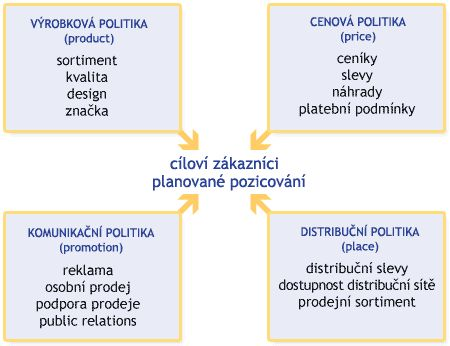 VÝROBKOVÁ POLITIKA
(product)
sortiment
kvalita
design
značka
CENOVÁ POLITIKA
(price)
ceníky
slevy
náhrady
platební podmínky
cíloví zákazníci
planované pozicování
KOMUNIKAČNÍ POLITIKA
(promotion)
reklama
osobní prodej
podpora prodeje
public relations
DISTRIBUČNÍ POLITIKA
(place)
distribuční slevy
dostupnost distribuční sítě
prodejní sortiment